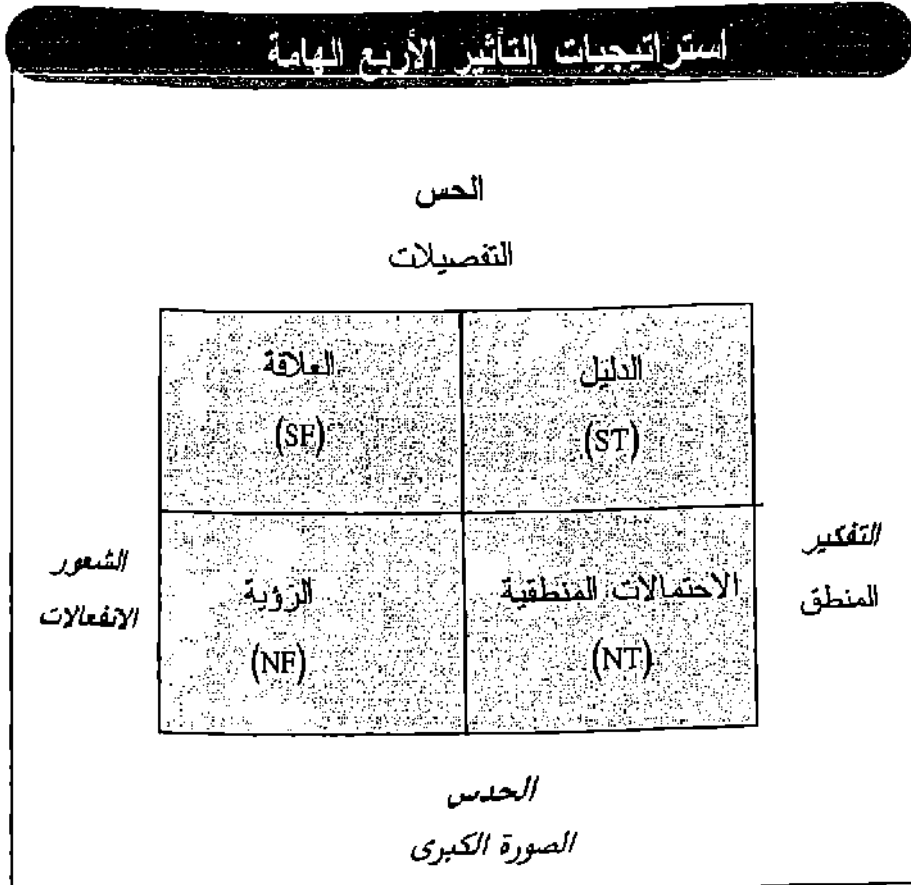 استراتيجيات التأثير الأربع الهامة
الحس
التفصيلات
الدليل
(ST)
العلاقة
(SF)
التفكير
المنطق
الشعور
الانفعالات
الاحتمالات المنطقية
(NT)
الرؤية
(NF)
الحدس
الصورة الكبرى